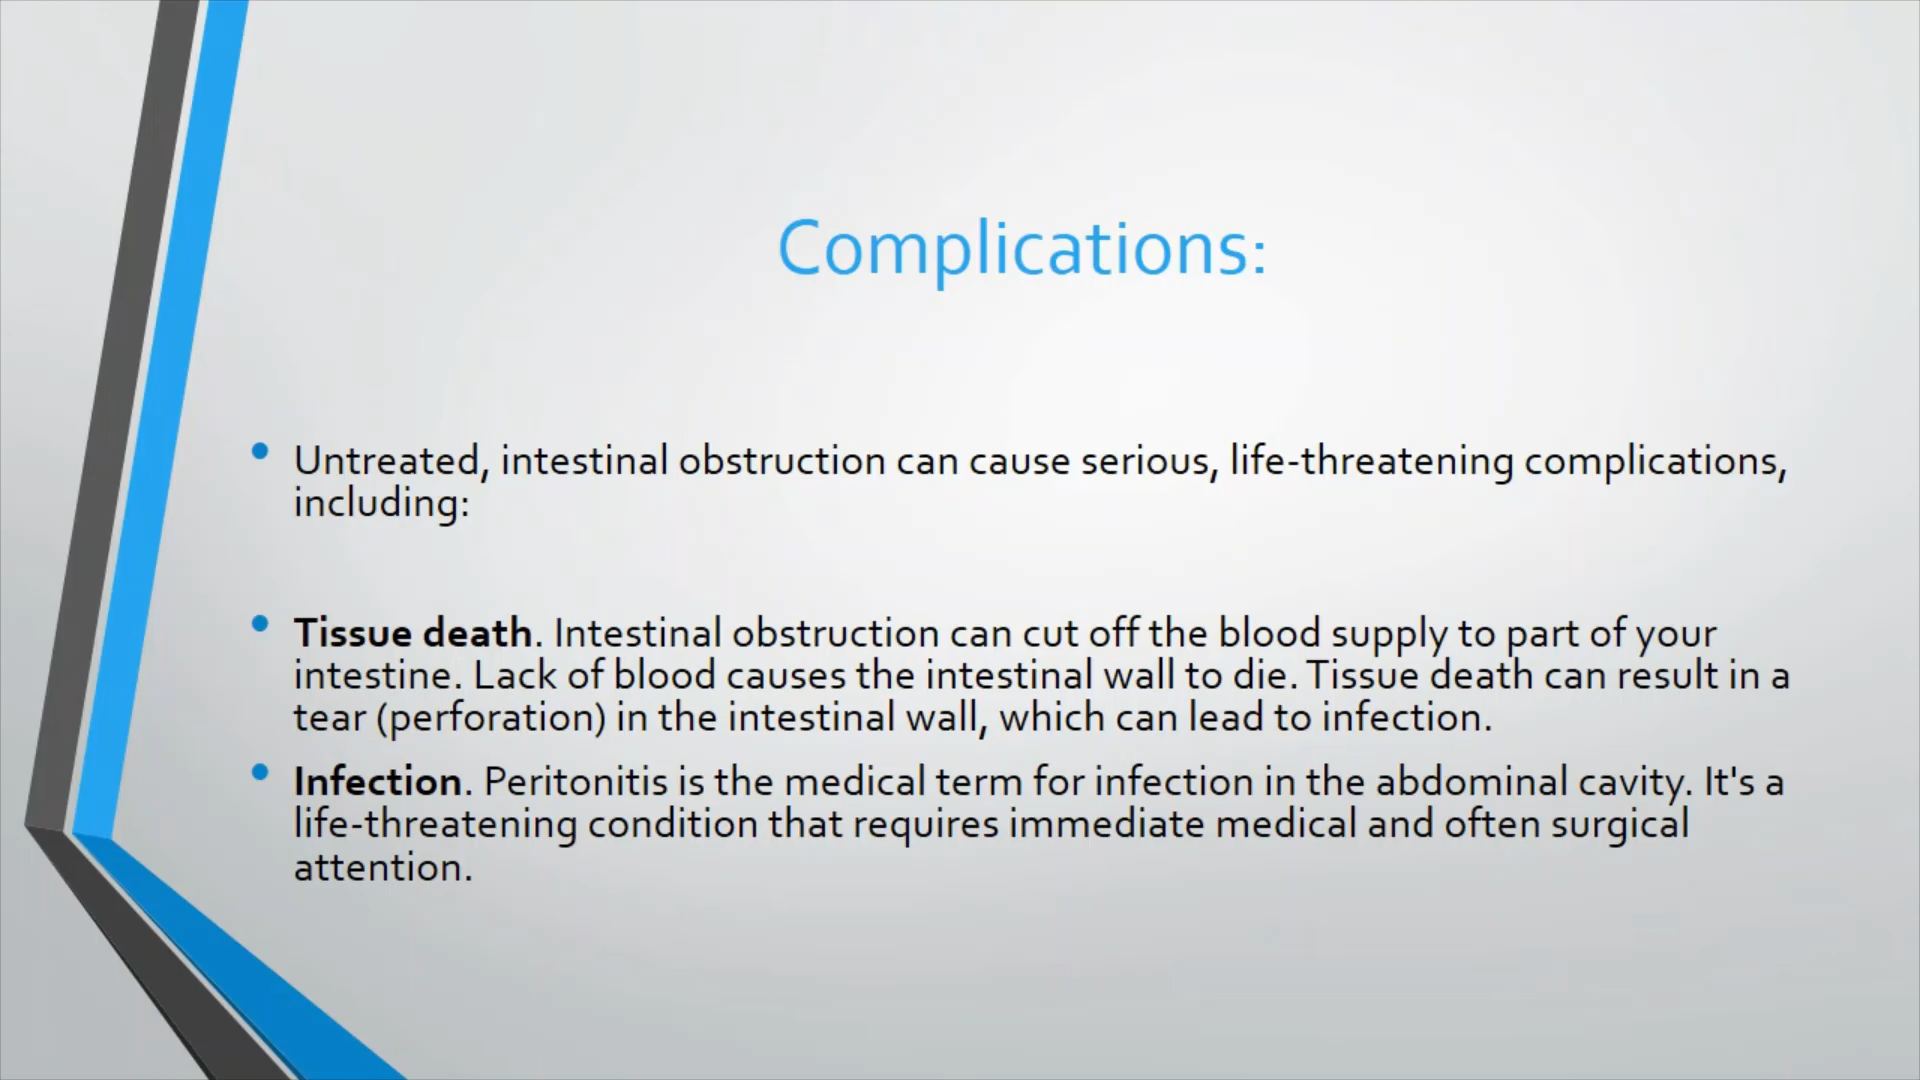 Complications:
• Untreated, intestinal obstruction can cause serious, life-threatening complications,
including:
• Tissue death. Intestinal obstruction can cut off the blood supply to part of your
intestine. Lack of blood causes the intestinal wall to die. Tissue death can result in a
tear (perforation) in the intestinal wall, which can lead to infection.
• Infection. Peritonitis is the medical term for infection in the abdominal cavity. It's a
life-threatening condition that requires immediate medical and often surgical
attention.